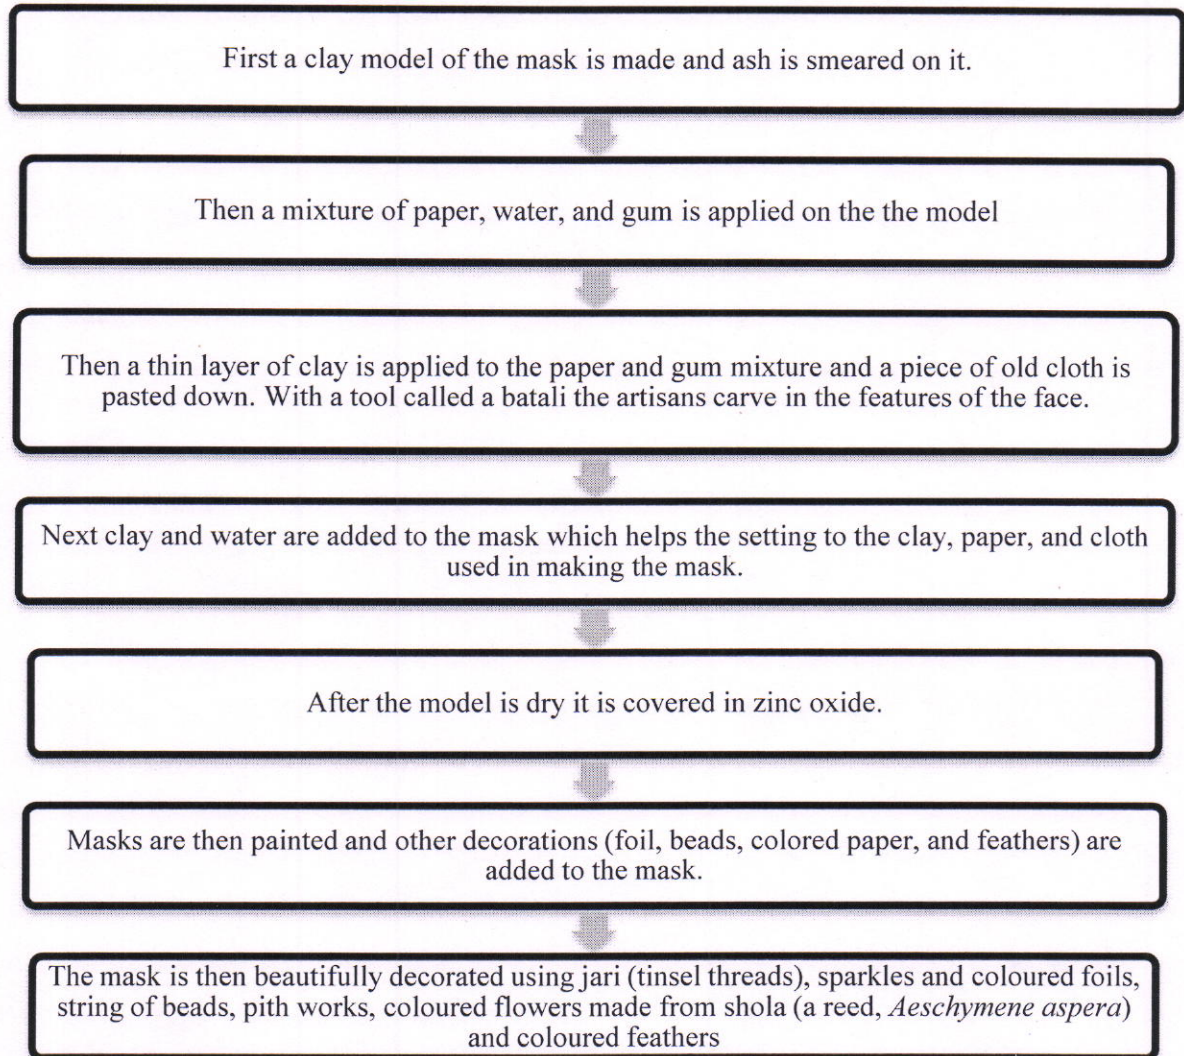 First a clay model of the mask is made and ash is smeared on it.
Then a mixture of paper, water, and gum is applied on the the model
Then a thin layer of clay is applied to the paper and gum mixture and a piece of old cloth is
pasted down. With a tool called a batali the artisans carve in the features of the face.
Next clay and water are added to the mask which helps the setting to the clay, paper, and cloth
used in making the mask.
After the model is dry it is covered in zinc oxide.
Masks are then painted and other decorations (foil, beads, colored paper, and feathers) are
added to the mask.
The mask is then beautifully decorated using jari (tinsel threads), sparkles and coloured foils,
string of beads, pith works, coloured flowers made from shola (a reed, Aeschymene aspera)
and coloured feathers